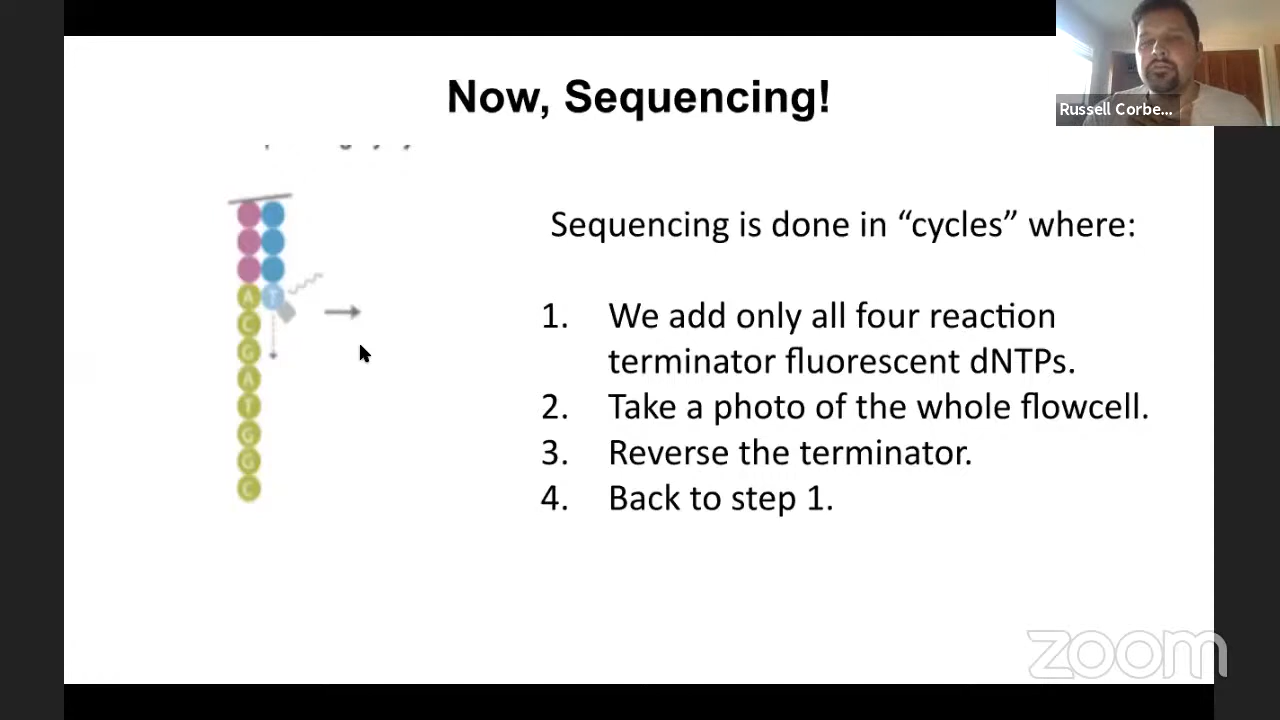 Now, Sequencing!
Russell Corbe...
Sequencing is done in “cycles” where:
1. We add only all four reaction
terminator fluorescent dNTPs.
2. Take a photo of the whole flowcell.
3. Reverse the terminator.
4. Back to step 1.
A T
C
G
A
T
G
G
C
zoom